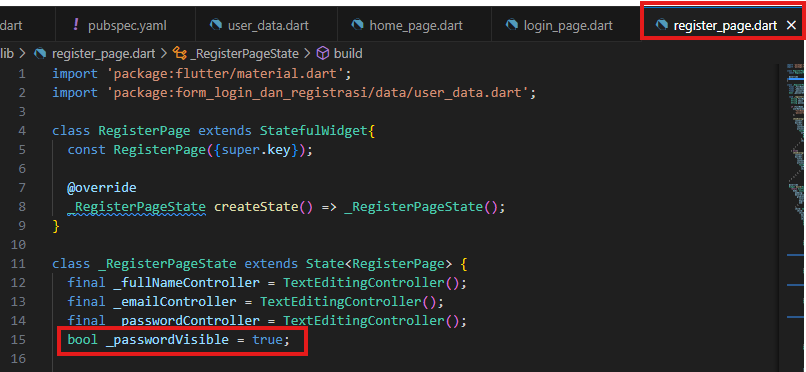 dart ! pubspec.yaml user_data.dart home_page.dart login_page.dart register_page.dart ×
lib > register_page.dart > _RegisterPageState > build
1 import 'package:flutter/material.dart';
2 import 'package:form_login_dan_registrasi/data/user_data.dart';
3
4 class RegisterPage extends StatefulWidget{
5 const RegisterPage({super.key});
6
7 @override
8 _RegisterPageState createState() => _RegisterPageState();
9 }
10
11 class _RegisterPageState extends State<RegisterPage> {
12 final _fullNameController = TextEditingController();
13 final _emailController = TextEditingController();
14 final _passwordController = TextEditingController();
15 bool _passwordVisible = true;
16